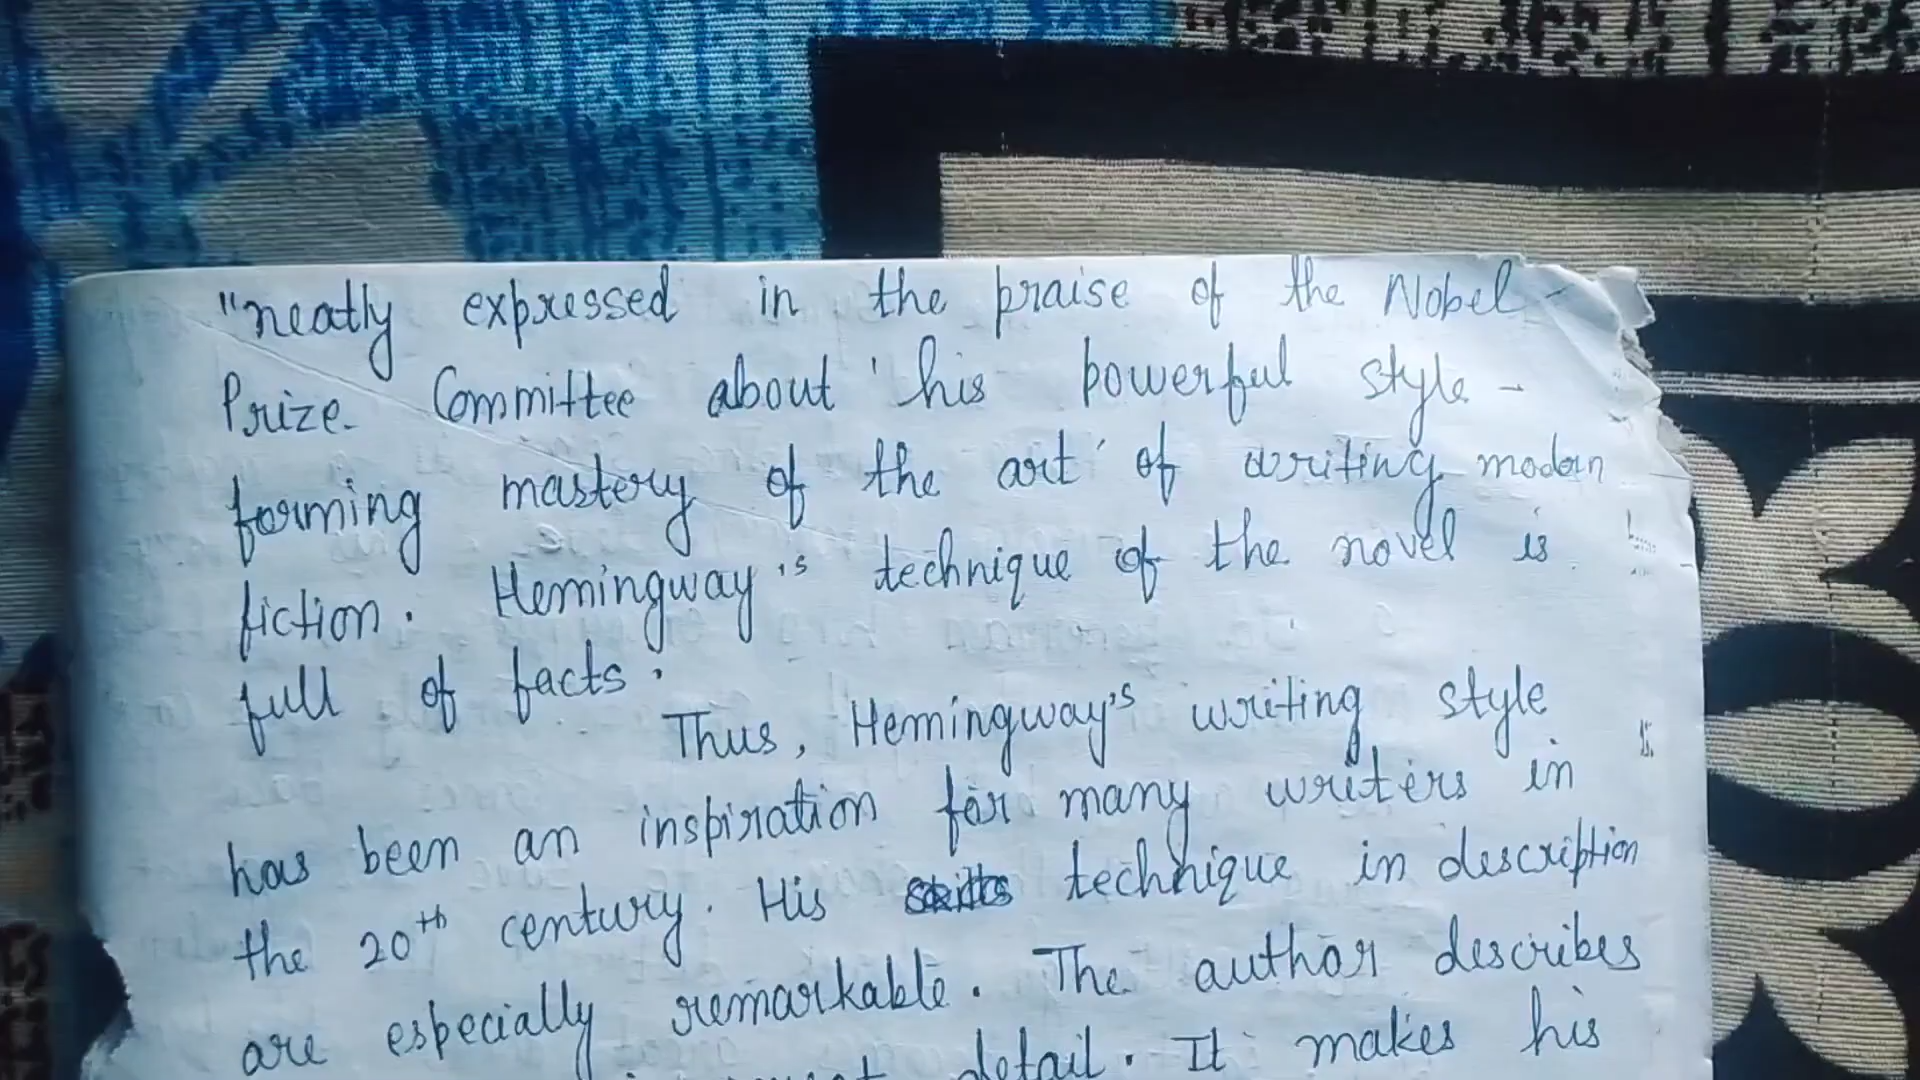 "neatly expressed in the praise of the Nobel-
Prize Committee about 'his powerful style -
forming mastery of the art' of writing modern
fiction. Hemingway's technique of the novel is
full of facts.
Thus, Hemingway's writing style
has been an inspiration for many writers in
the 20th century. His technique in description
are especially remarkable. The author describes
detail. It makes his